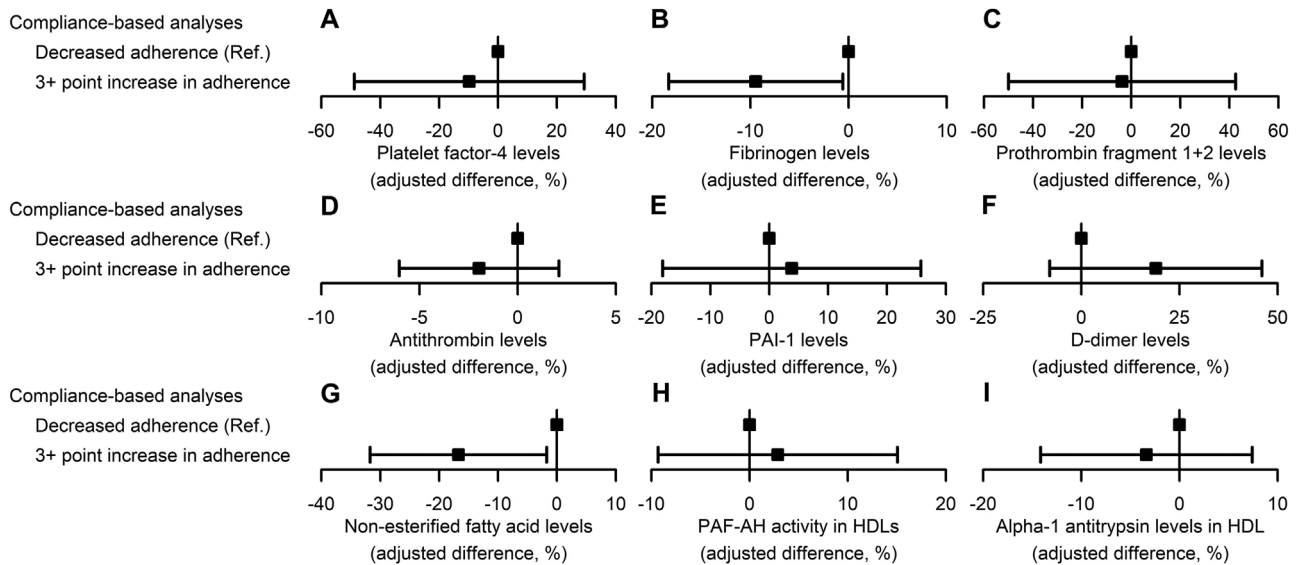 Compliance-based analyses
Decreased adherence (Ref.)
3+ point increase in adherence
A
-60 -40 -20 0 20 40
Platelet factor-4 levels
(adjusted difference, %)
B
-20 -10 0 10
Fibrinogen levels
(adjusted difference, %)
C
-60 -40 -20 0 20 40 60
Prothrombin fragment 1+2 levels
(adjusted difference, %)
Compliance-based analyses
Decreased adherence (Ref.)
3+ point increase in adherence
D
-10 -5 0 5
Antithrombin levels
(adjusted difference, %)
E
-20 -10 0 10 20 30
PAI-1 levels
(adjusted difference, %)
F
-25 0 25 50
D-dimer levels
(adjusted difference, %)
Compliance-based analyses
Decreased adherence (Ref.)
3+ point increase in adherence
G
-40 -30 -20 -10 0 10
Non-esterified fatty acid levels
(adjusted difference, %)
H
-10 0 10 20
PAF-AH activity in HDLs
(adjusted difference, %)
I
-20 -10 0 10
Alpha-1 antitrypsin levels in HDL
(adjusted difference, %)